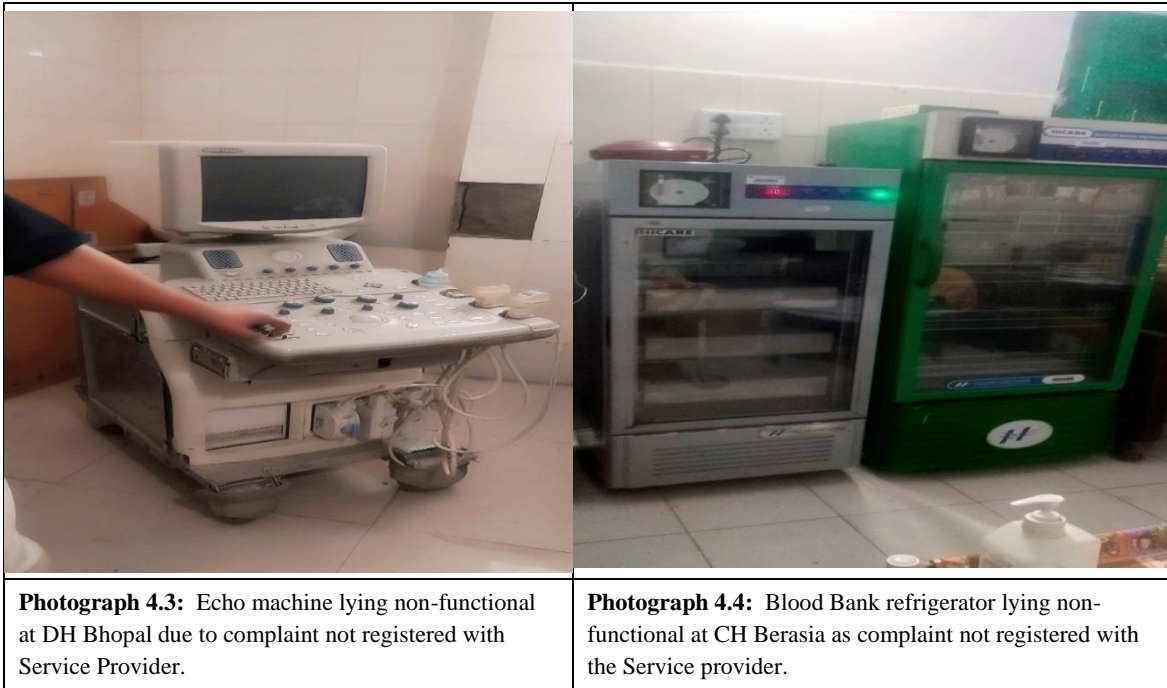 HICARE
HICARE
Photograph 4.3: Echo machine lying non-functional
at DH Bhopal due to complaint not registered with
Service Provider.
Photograph 4.4: Blood Bank refrigerator lying non-
functional at CH Berasia as complaint not registered with
the Service provider.